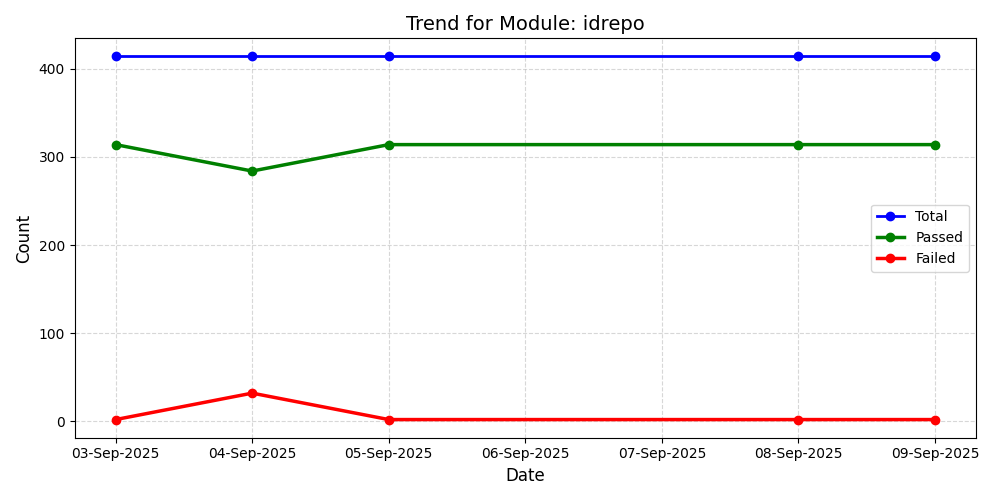 Trend for Module: idrepo
Count
400
300
200
100
0
Total
Passed
Failed
03-Sep-2025
04-Sep-2025
05-Sep-2025
06-Sep-2025
07-Sep-2025
08-Sep-2025
09-Sep-2025
Date